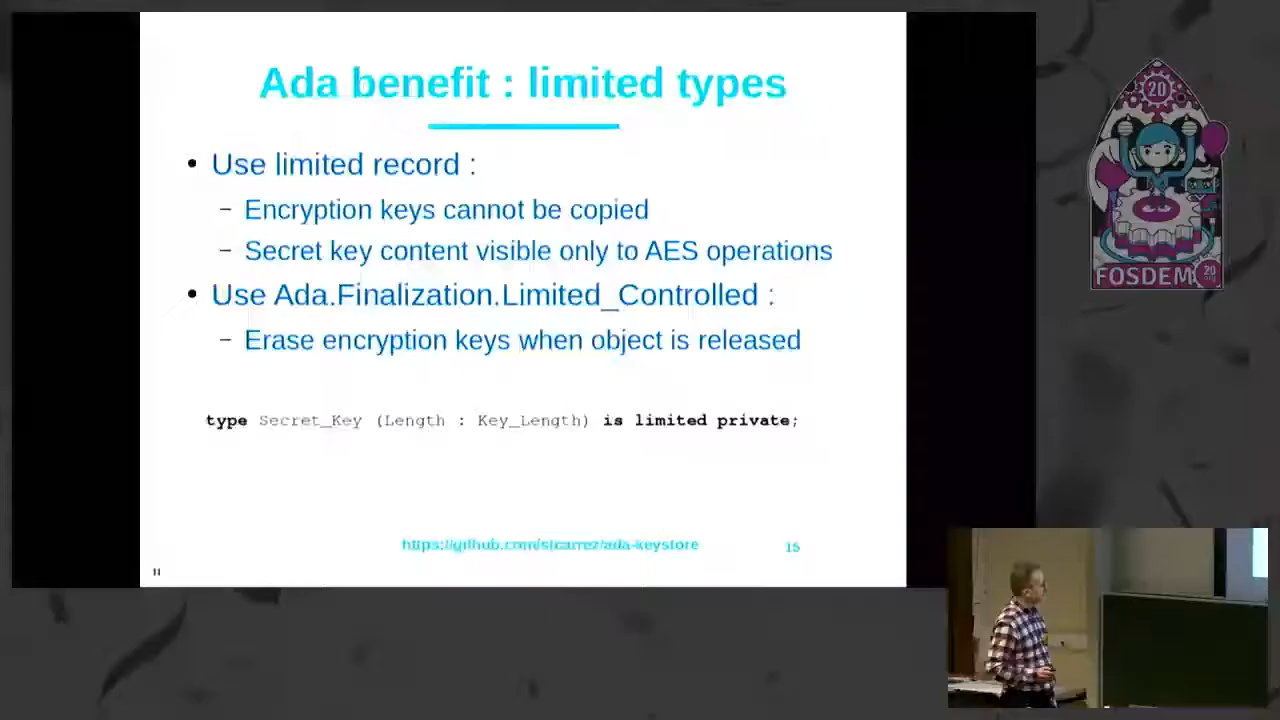 Ada benefit : limited types
• Use limited record :
– Encryption keys cannot be copied
– Secret key content visible only to AES operations
• Use Ada.Finalization.Limited_Controlled :
– Erase encryption keys when object is released
type Secret_Key (Length : Key_Length) is limited private;
https://github.com/stcarrez/ada-keystore
15
20
FOSDEM
20